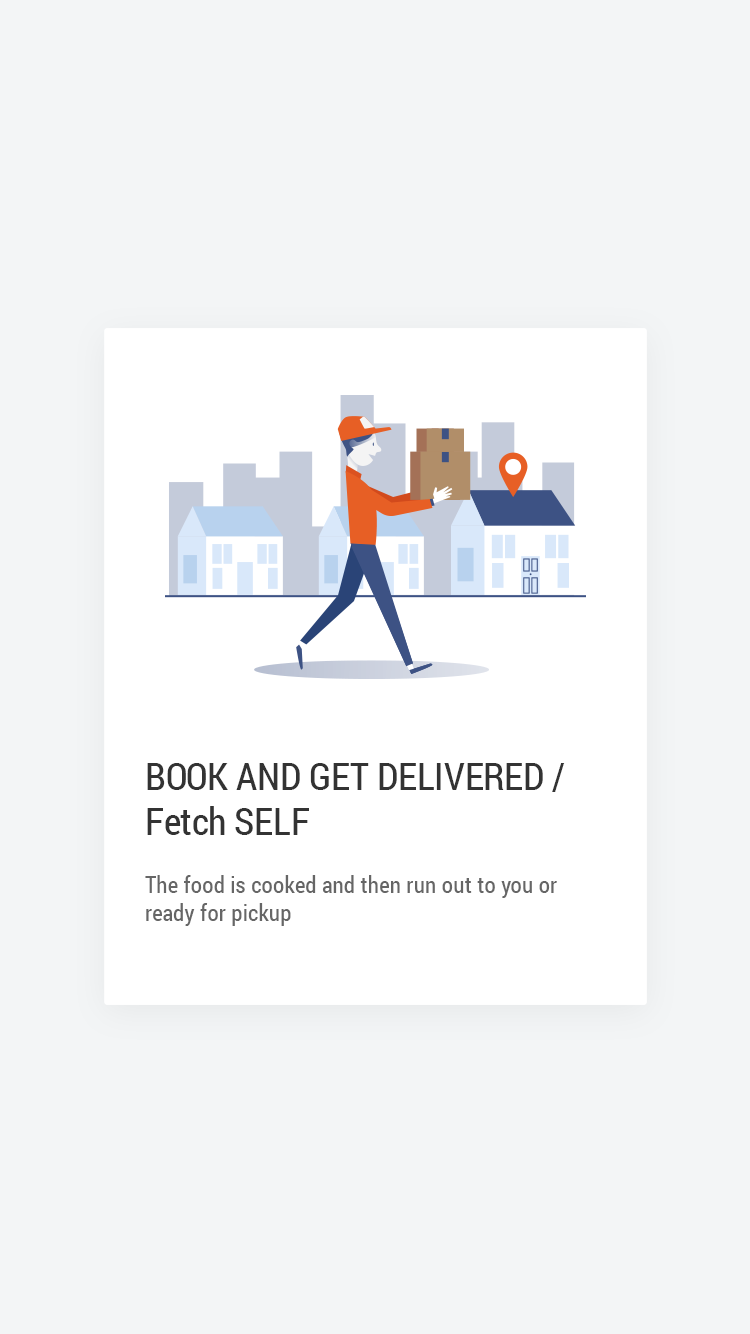 BOOK AND GET DELIVERED /
Fetch SELF
The food is cooked and then run out to you or
ready for pickup